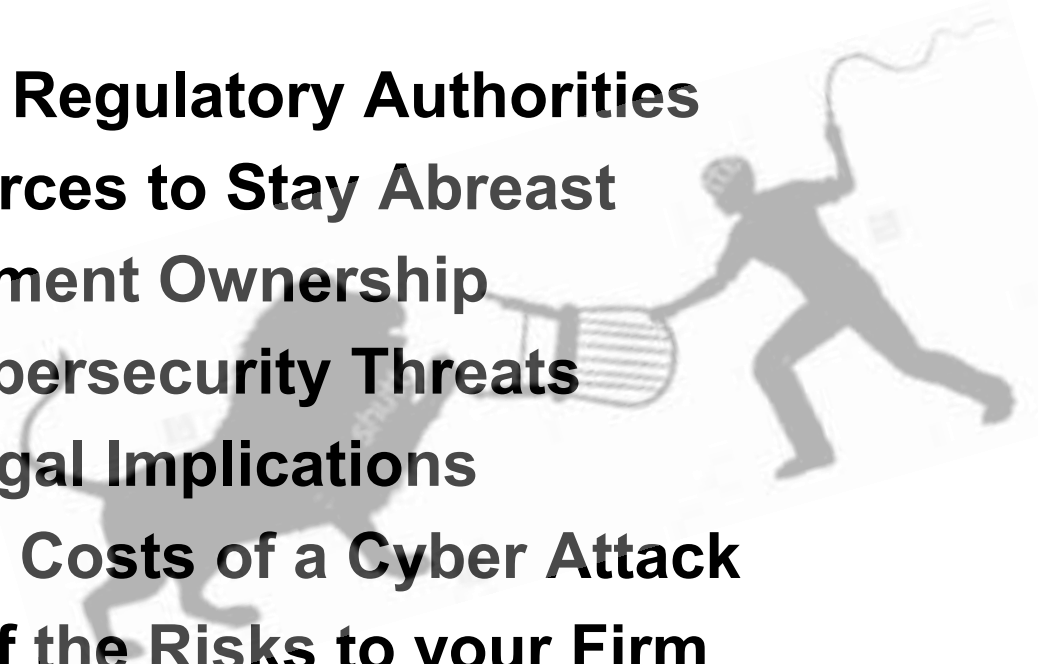 Regulatory Authorities
rces to Stay Abreast
ment Ownership
bersecurity Threats
gal Implications
Costs of a Cyber Attack
f the Risks to your Firm